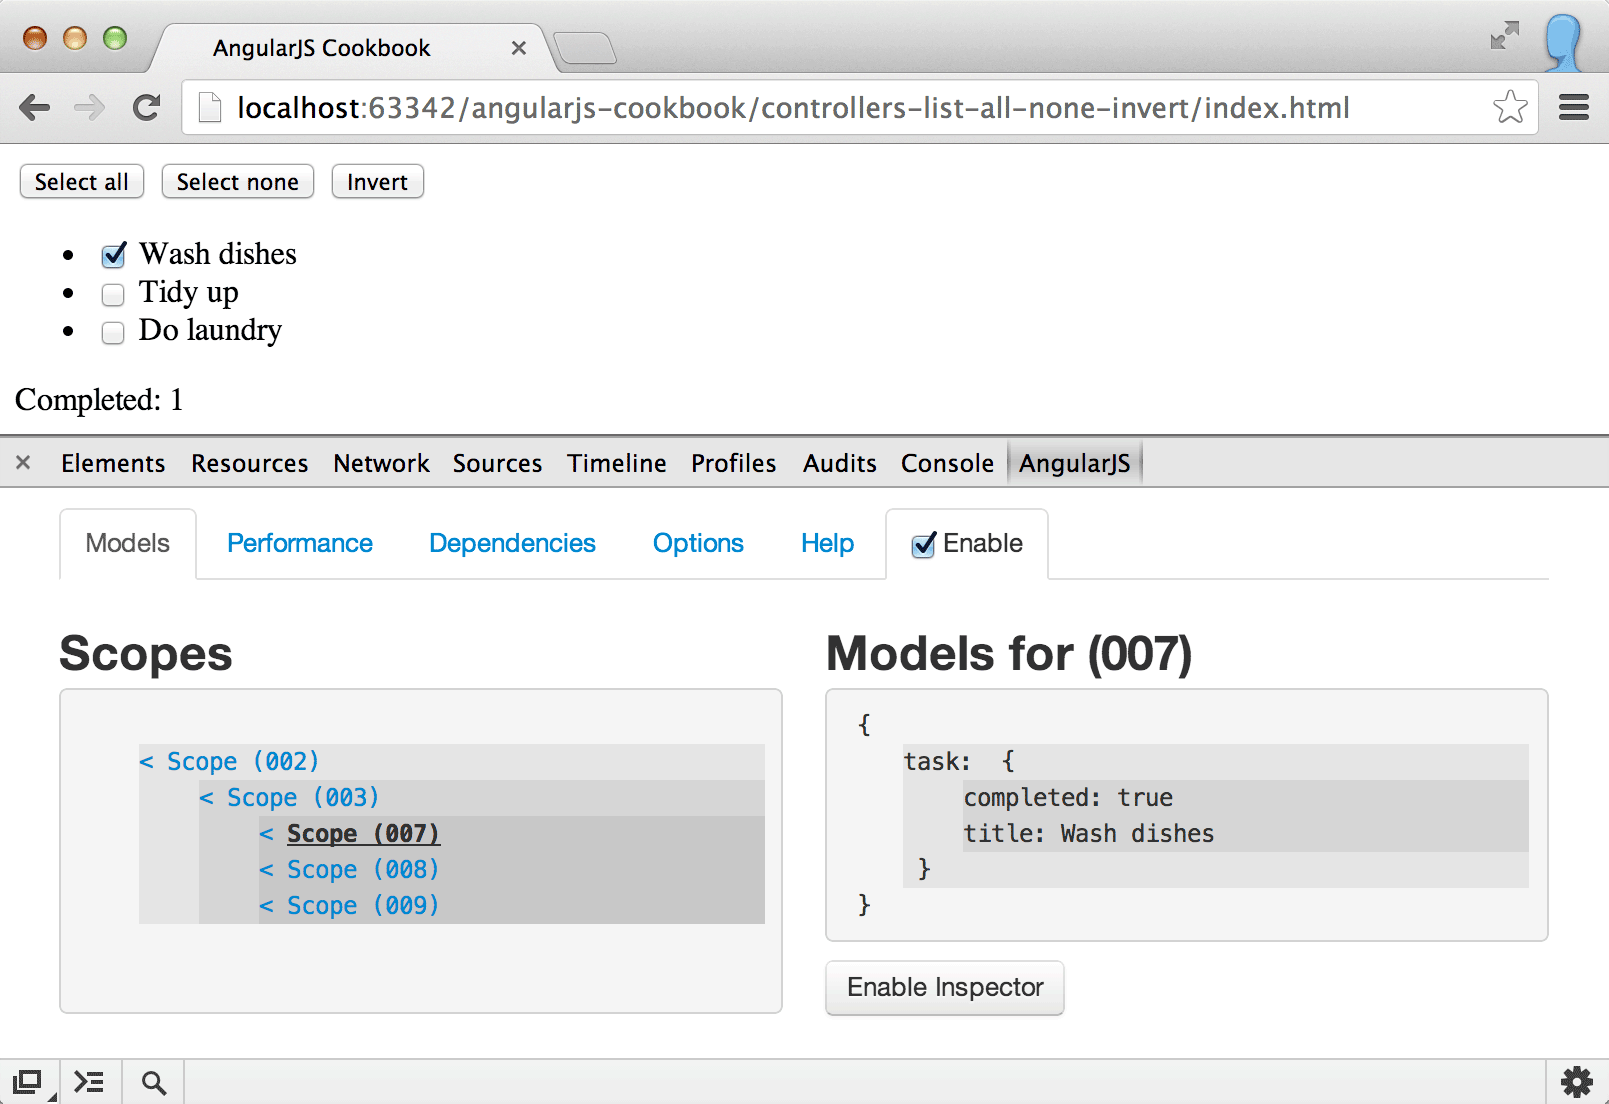 AngularJS Cookbook
localhost:63342/angularjs-cookbook/controllers-list-all-none-invert/index.html
Select all Select none Invert
• Wash dishes
• Tidy up
• Do laundry
Completed: 1
Elements Resources Network Sources Timeline Profiles Audits Console AngularJS
Models Performance Dependencies Options Help Enable
Scopes
< Scope (002)
< Scope (003)
< Scope (007)
< Scope (008)
< Scope (009)
Models for (007)
{
task: {
completed: true
title: Wash dishes
}
}
Enable Inspector